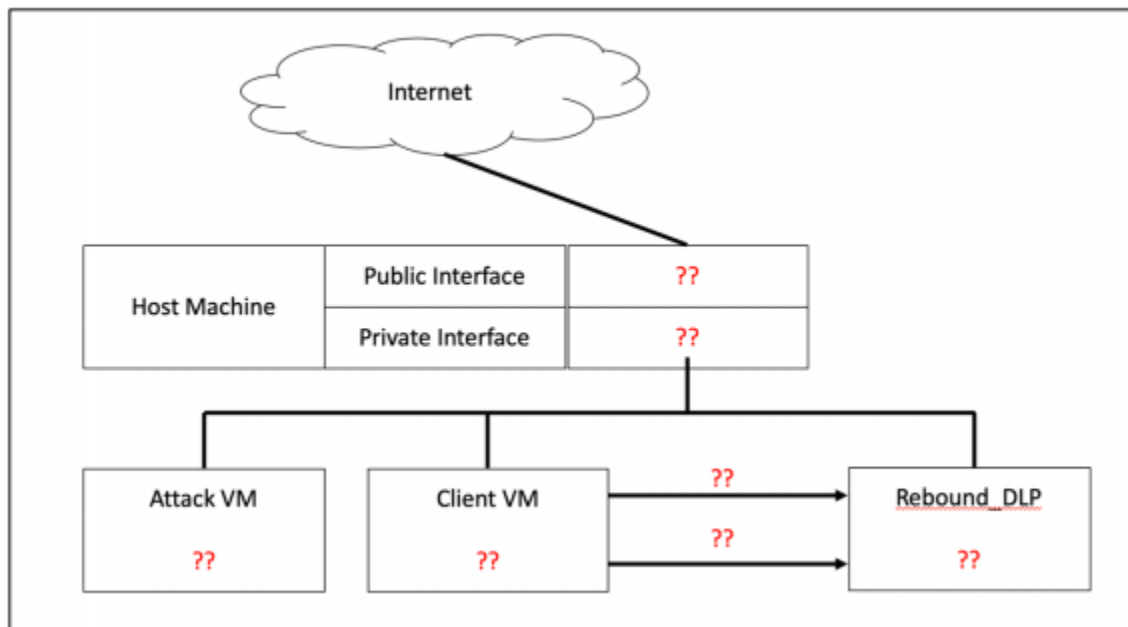 Internet
Public Interface
??
Host Machine
Private Interface
??
??
Attack VM
Client VM
Rebound_DLP
??
??
??
??